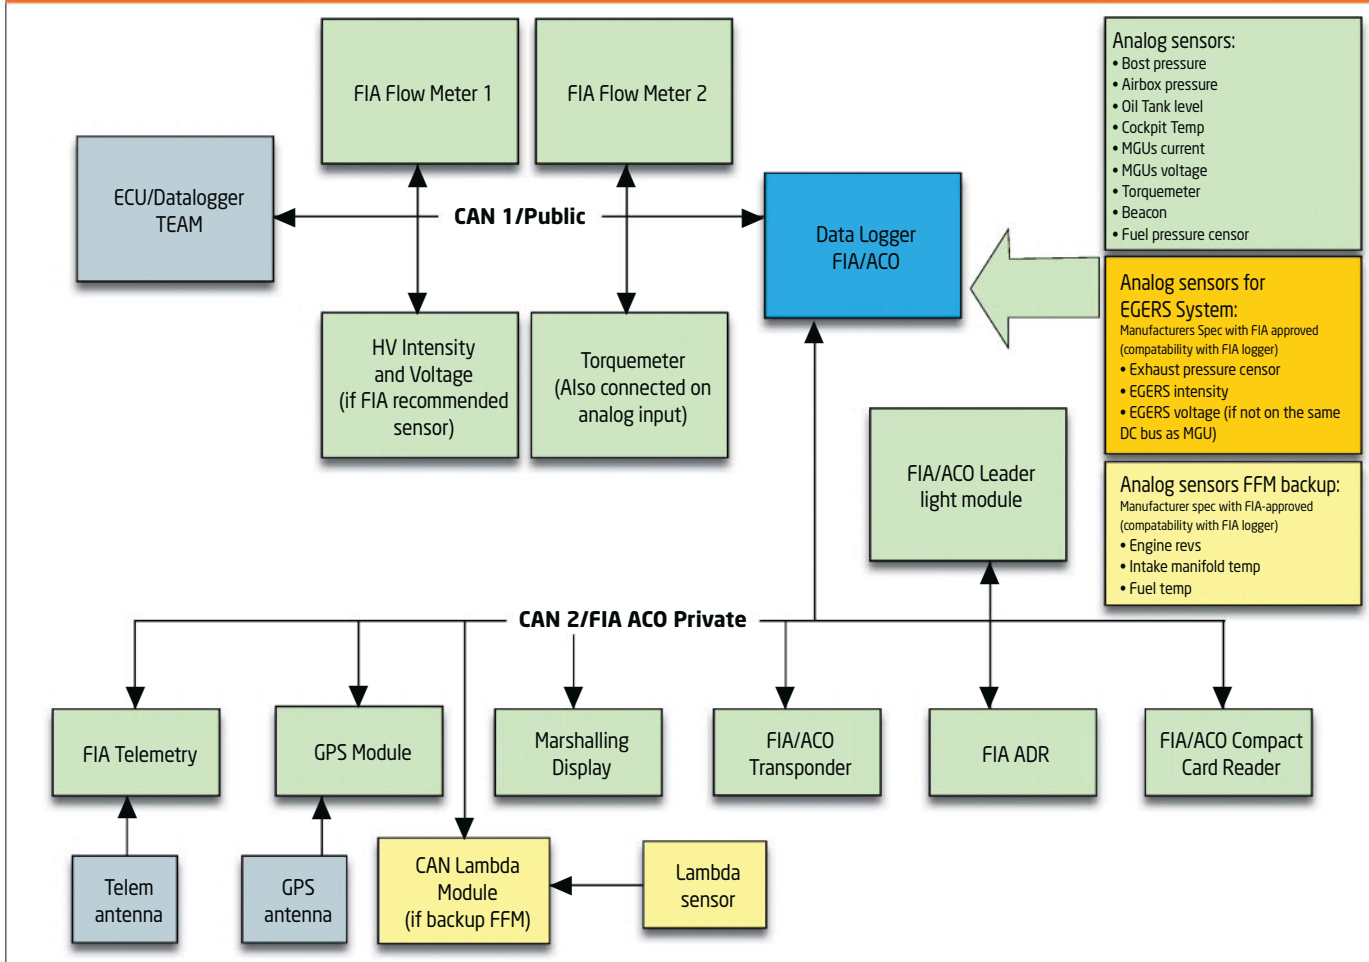 FIA Flow Meter 1
FIA Flow Meter 2
ECU/Datalogger
TEAM
CAN 1/Public
Data Logger
FIA/ACO
HV Intensity
and Voltage
(if FIA recommended
sensor)
Torquemeter
(Also connected on
analog input)
Analog sensors:
• Bost pressure
• Airbox pressure
• Oil Tank level
• Cockpit Temp
• MGUs current
• MGUs voltage
• Torquemeter
• Beacon
• Fuel pressure censor
Analog sensors for
EGERS System:
Manufacturers Spec with FIA approved
(compatability with FIA logger)
• Exhaust pressure censor
• EGERS intensity
• EGERS voltage (if not on the same
DC bus as MGU)
Analog sensors FFM backup:
Manufacturer spec with FIA-approved
(compatability with FIA logger)
• Engine revs
• Intake manifold temp
• Fuel temp
FIA/ACO Leader
light module
CAN 2/FIA ACO Private
FIA Telemetry
GPS Module
Marshalling
Display
FIA/ACO
Transponder
FIA ADR
FIA/ACO Compact
Card Reader
Telem
antenna
GPS
antenna
CAN Lambda
Module
(if backup FFM)
Lambda
sensor